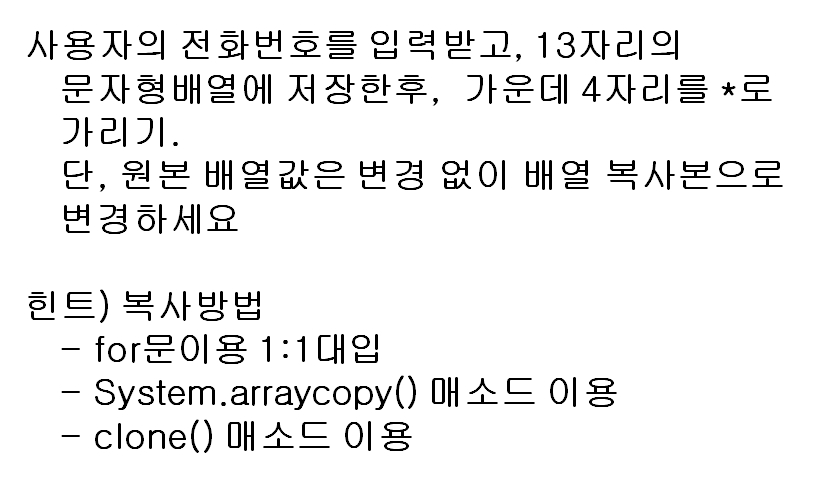 사용자의 전화번호를 입력받고, 13자리의
문자형배열에 저장한후, 가운데 4자리를 *로
가리기.
단, 원본 배열값은 변경 없이 배열 복사본으로
변경하세요
힌트) 복사방법
- for문이용 1:1대입
- System.arraycopy() 매소드 이용
- clone() 매소드 이용